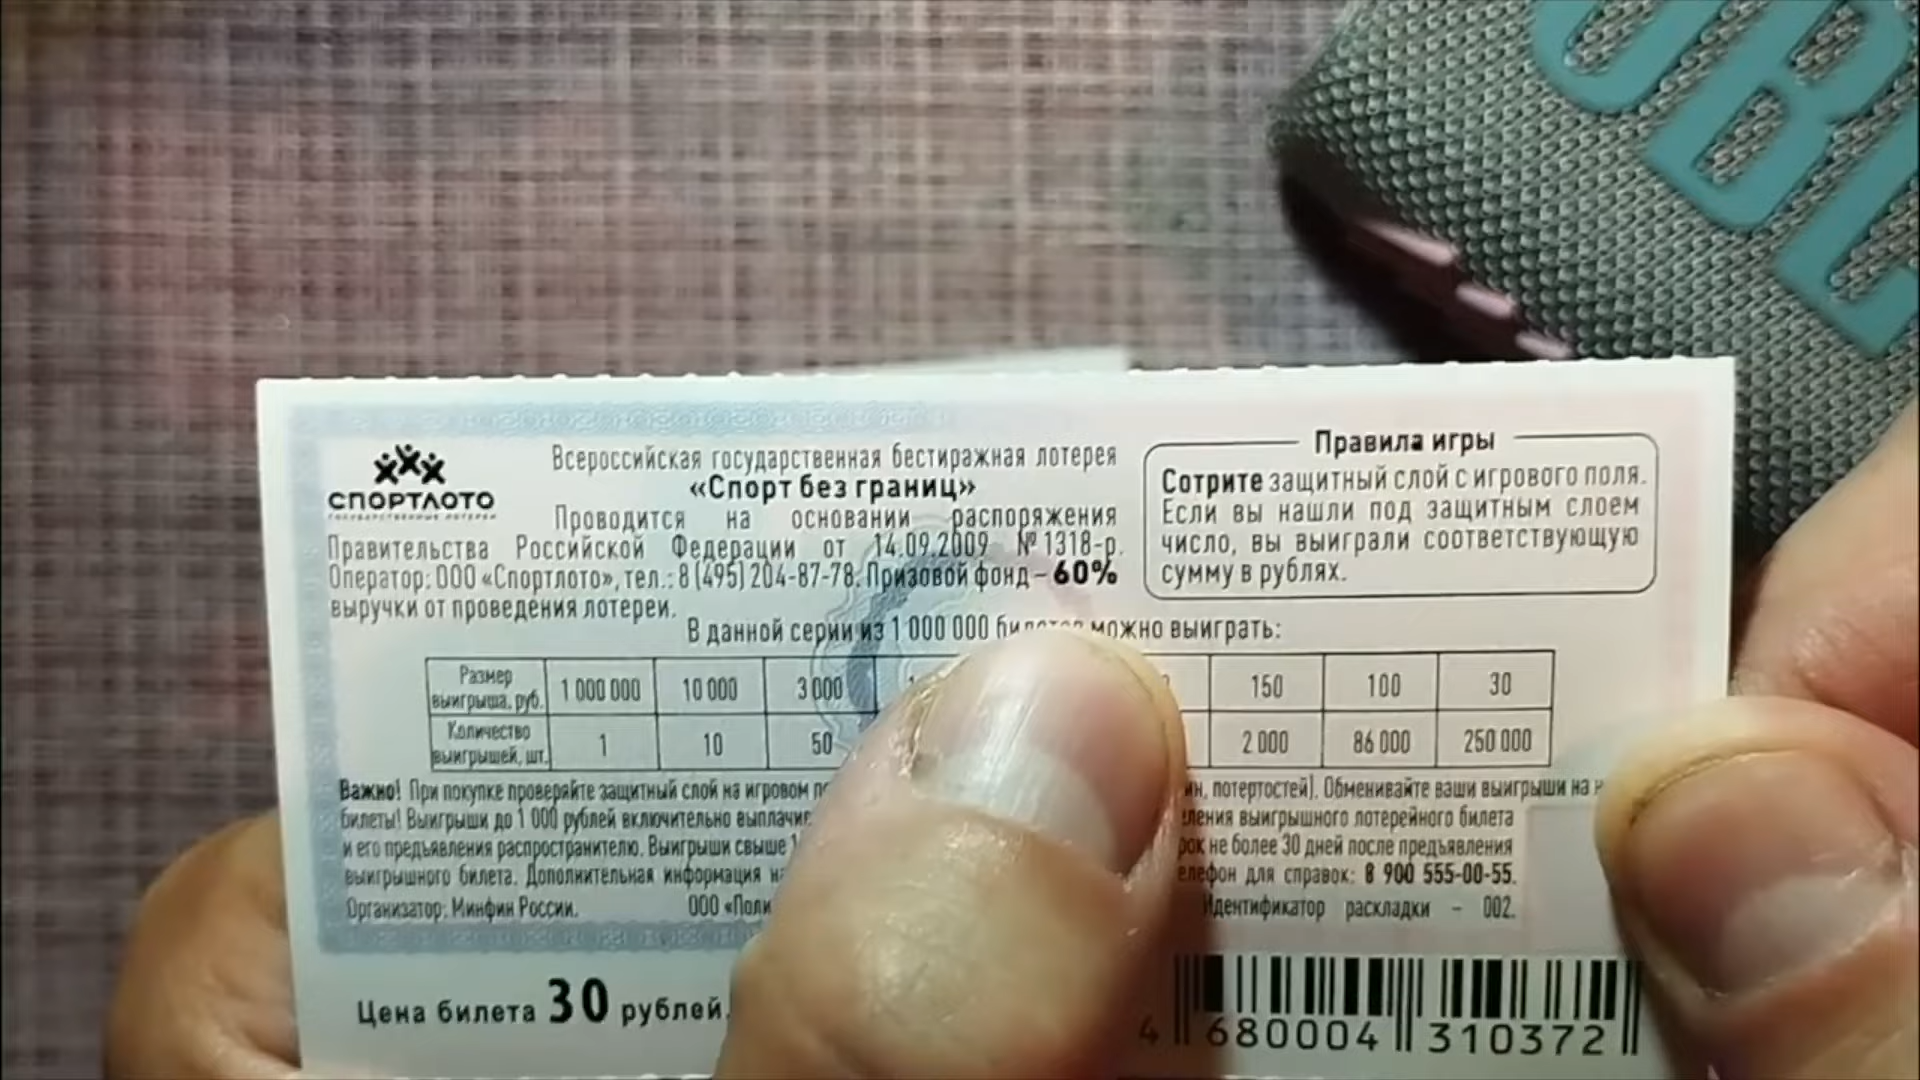 JBL
СПОРТЛОТО
ГОСУДАРСТВЕННЫЕ ЛОТЕРЕИ
Всероссийская государственная бестиражная лотерея
«Спорт без границ»
Проводится на основании распоряжения
Правительства Российской Федерации от 14.09.2009 № 1318-р.
Оператор: ООО «Спортлото», тел.: 8 (495) 204-87-78. Призовой фонд – 60%
выручки от проведения лотереи.
Правила игры
Сотрите защитный слой с игрового поля.
Если вы нашли под защитным слоем
число, вы выиграли соответствующую
сумму в рублях.
В данной серии из 1 000 000 можно выиграть:
Размер выигрыша, руб. 1 000 000 10 000 3 000 150 100 30
Количество выигрышей, шт. 1 10 50 2 000 86 000 250 000
Важно! При покупке проверяйте защитный слой на игровом потертостей). Обменивайте ваши выигрыши на
билеты! Выигрыши до 1 000 рублей включительно выигрышного лотерейного билета
и его предъявления распространителю. Выигрыши свыше не более 30 дней после предъявления
выигрышного билета. Дополнительная информация для справок: 8 900 555-00-55.
Организатор: Минфин России. ООО Идентификатор раскладки – 002.
Цена билета 30 рублей.
4 680004 310372